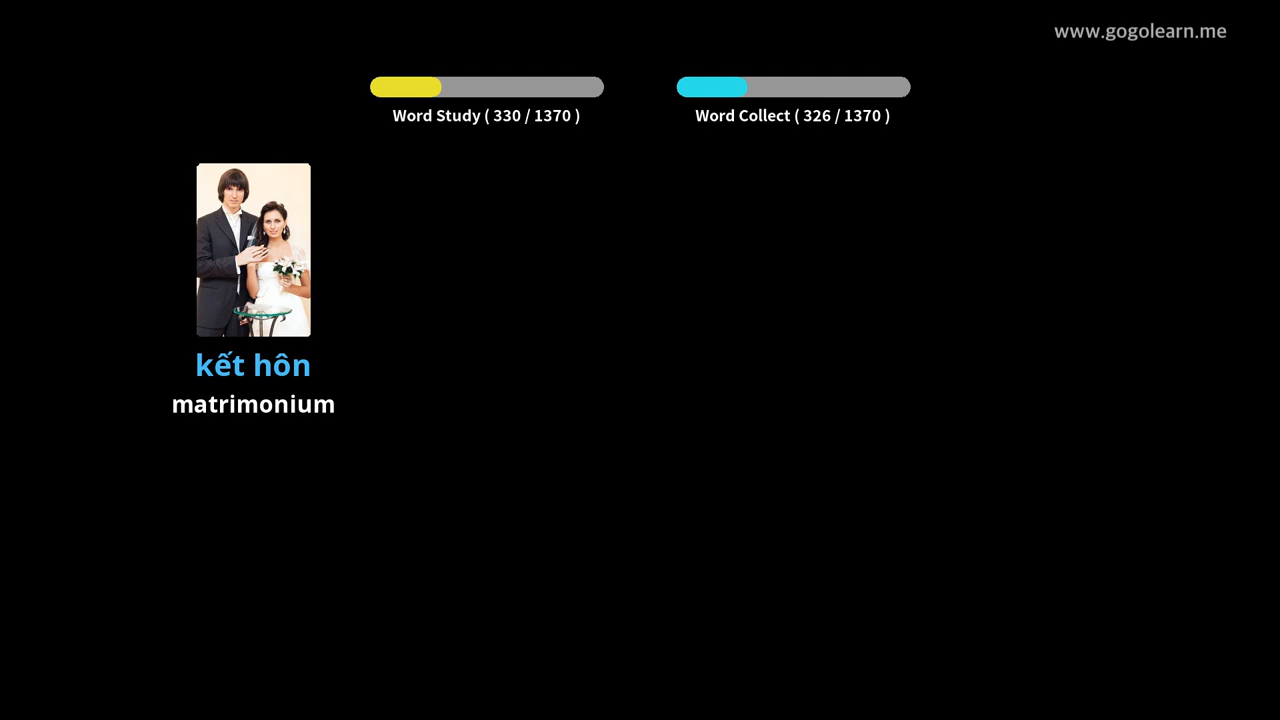 www.gogolearn.me
Word Study ( 330 / 1370 )
Word Collect ( 326 / 1370 )
kết hôn
matrimonium